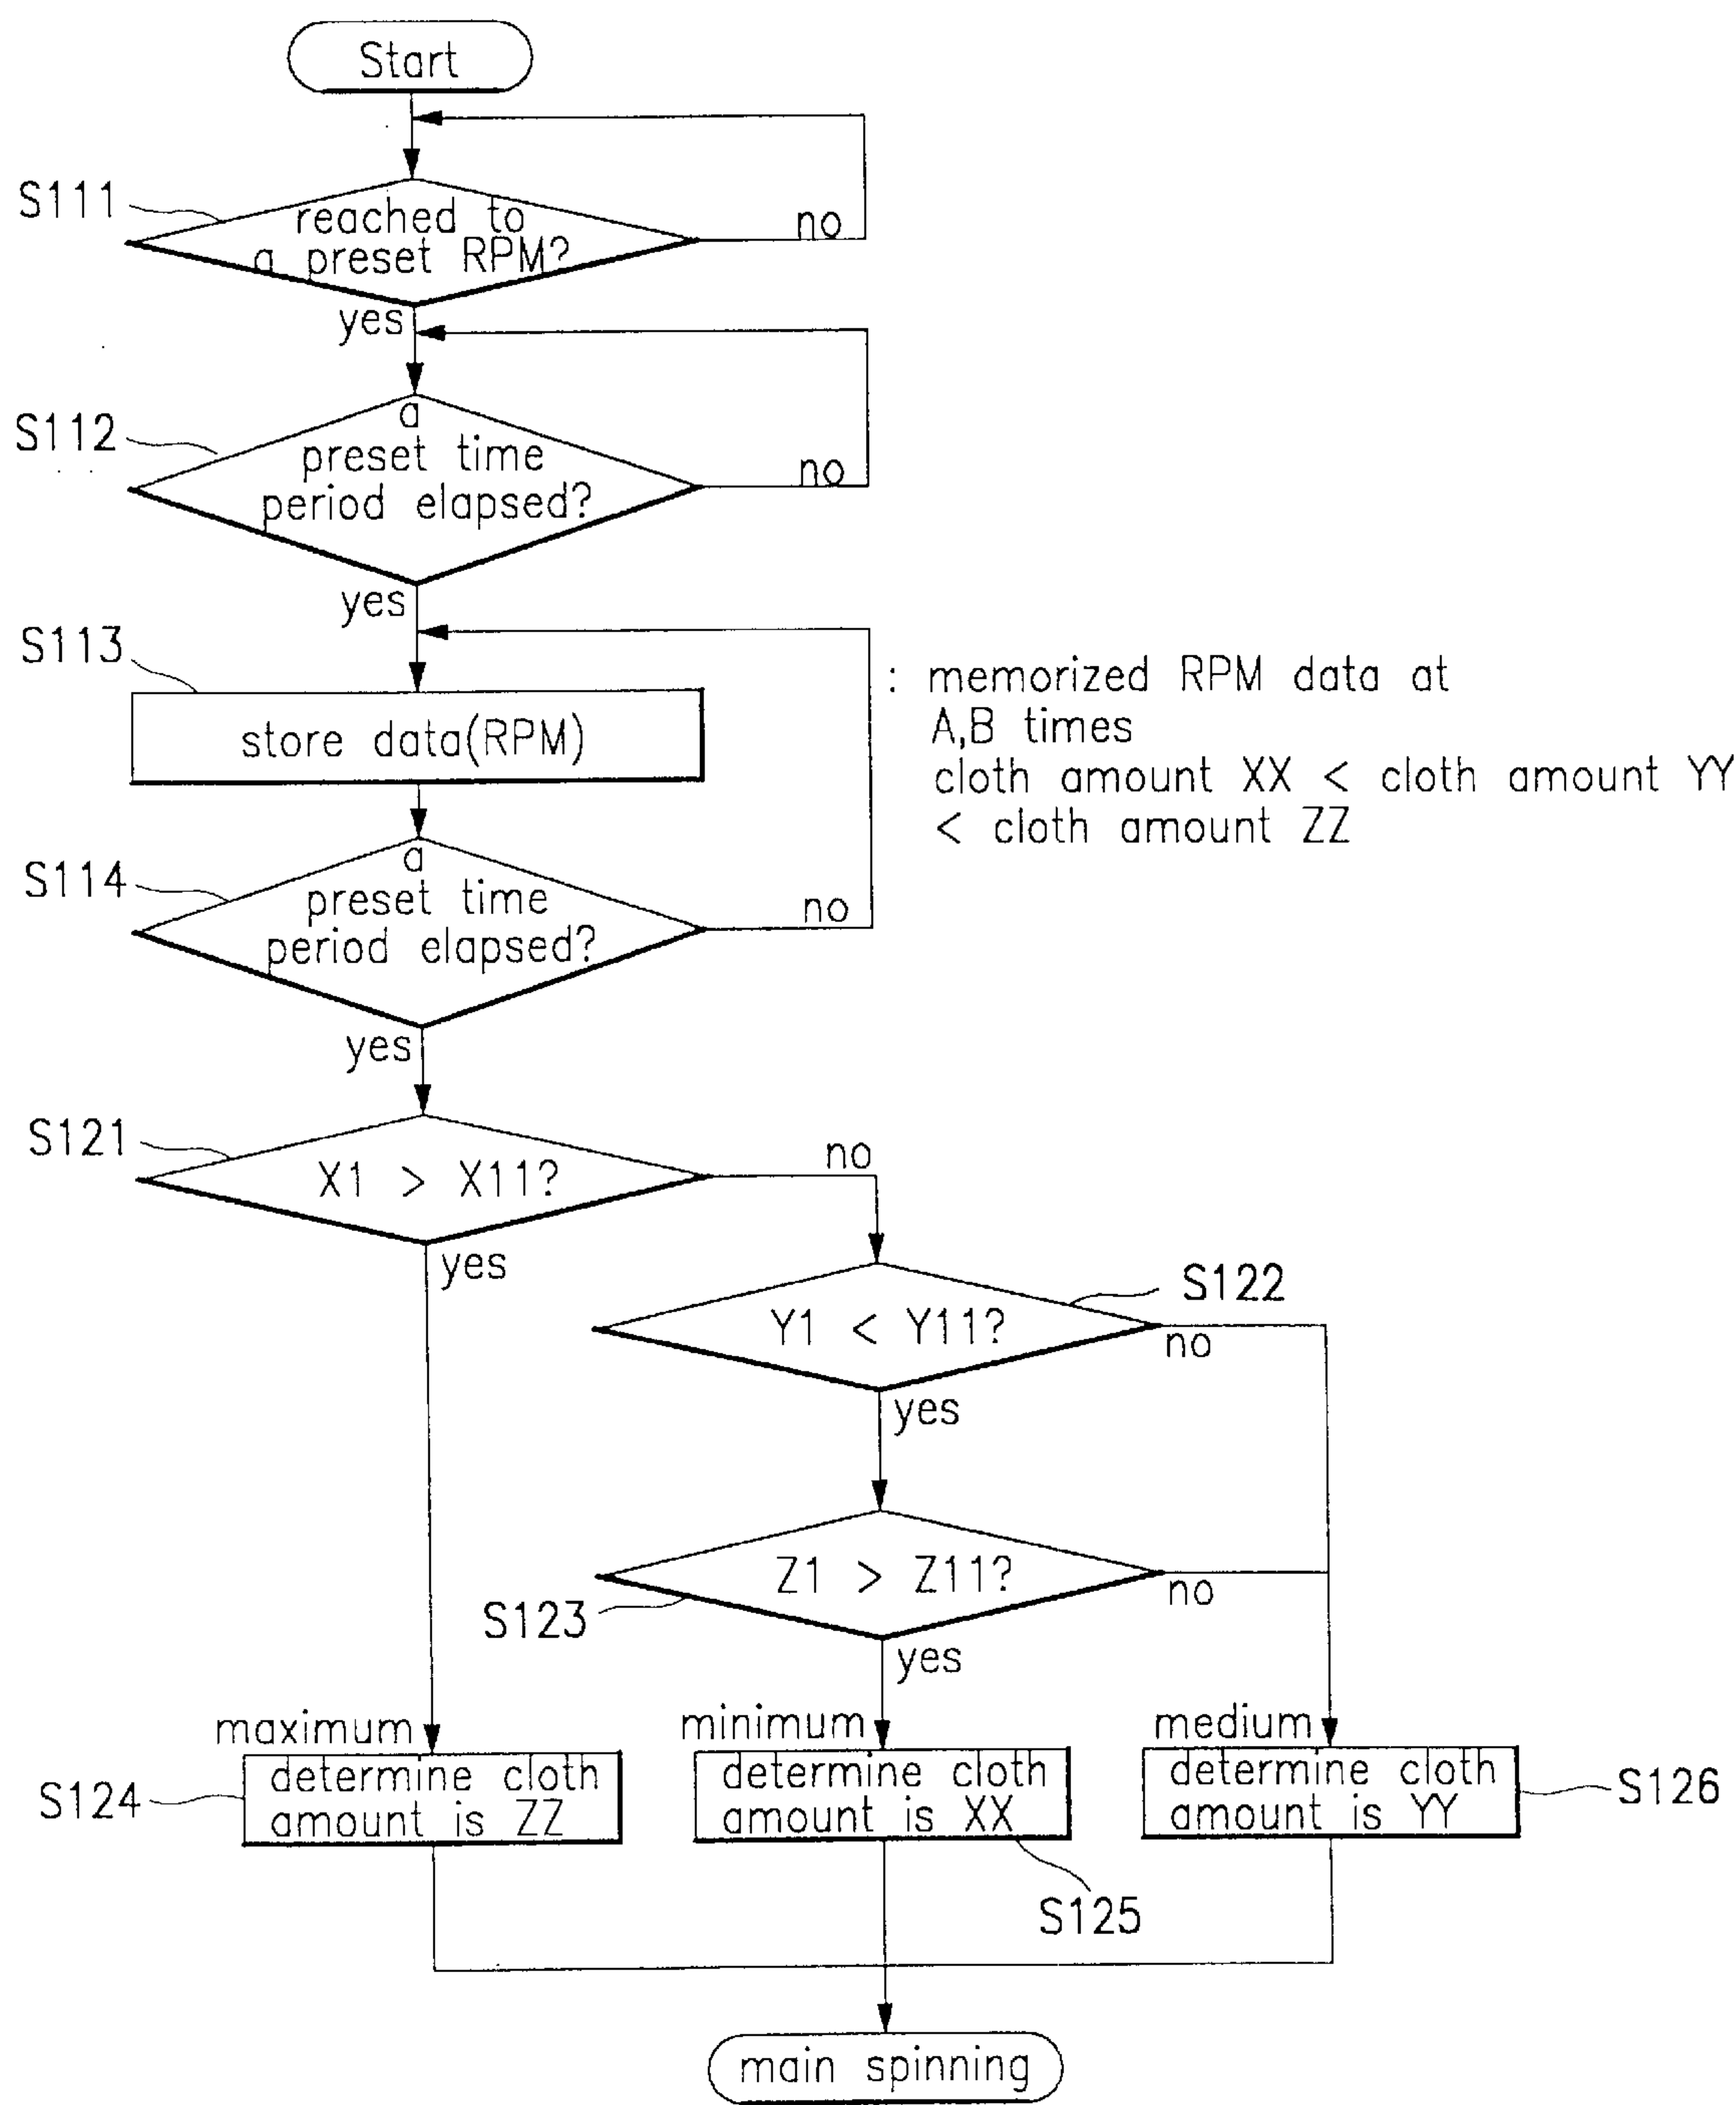 Start
S111
reached to
a preset RPM?
no
yes
S112
a
preset time
period elapsed?
no
yes
S113
store data(RPM)
: memorized RPM data at
A,B times
cloth amount XX < cloth amount YY
< cloth amount ZZ
S114
a
preset time
period elapsed?
no
yes
S121
X1 > X11?
no
yes
S122
Y1 < Y11?
no
yes
S123
Z1 > Z11?
no
yes
maximum
S124
determine cloth
amount is ZZ
minimum
determine cloth
amount is XX
S125
medium
determine cloth
amount is YY
S126
main spinning